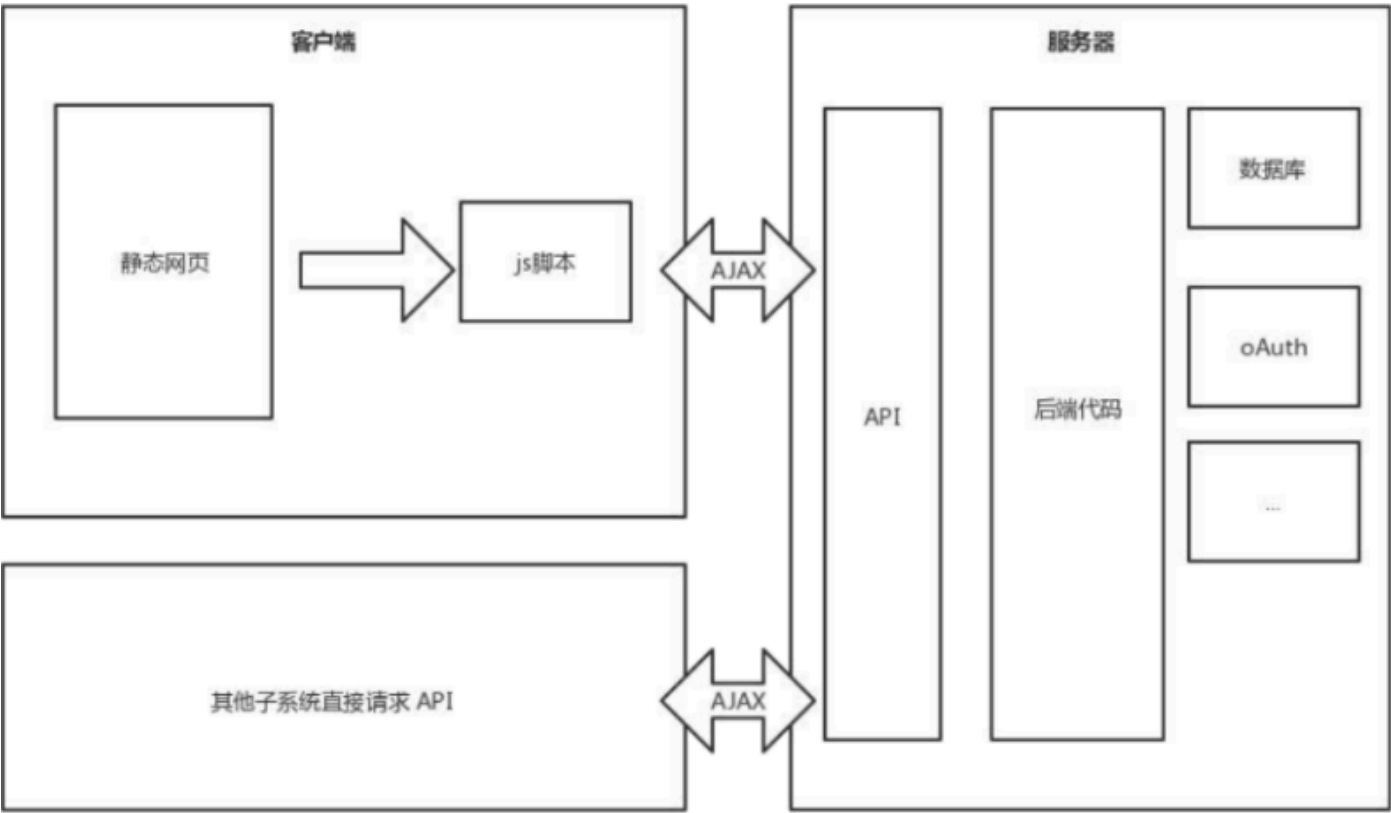 客户端
静态网页
js脚本
AJAX
其他子系统直接请求 API
AJAX
服务器
API
后端代码
数据库
oAuth
...